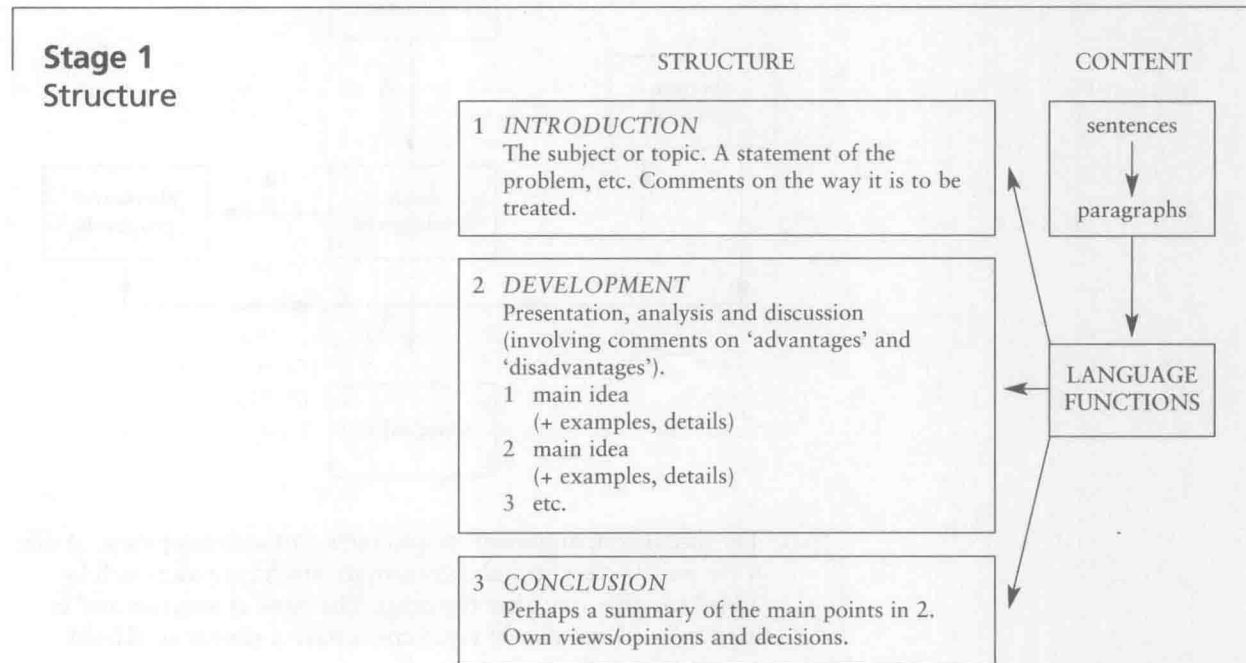 Stage 1
Structure
STRUCTURE
CONTENT
1 INTRODUCTION
The subject or topic. A statement of the
problem, etc. Comments on the way it is to be
treated.
2 DEVELOPMENT
Presentation, analysis and discussion
(involving comments on ‘advantages’ and
‘disadvantages’).
1 main idea
(+ examples, details)
2 main idea
(+ examples, details)
3 etc.
3 CONCLUSION
Perhaps a summary of the main points in 2.
Own views/opinions and decisions.
sentences
paragraphs
LANGUAGE
FUNCTIONS